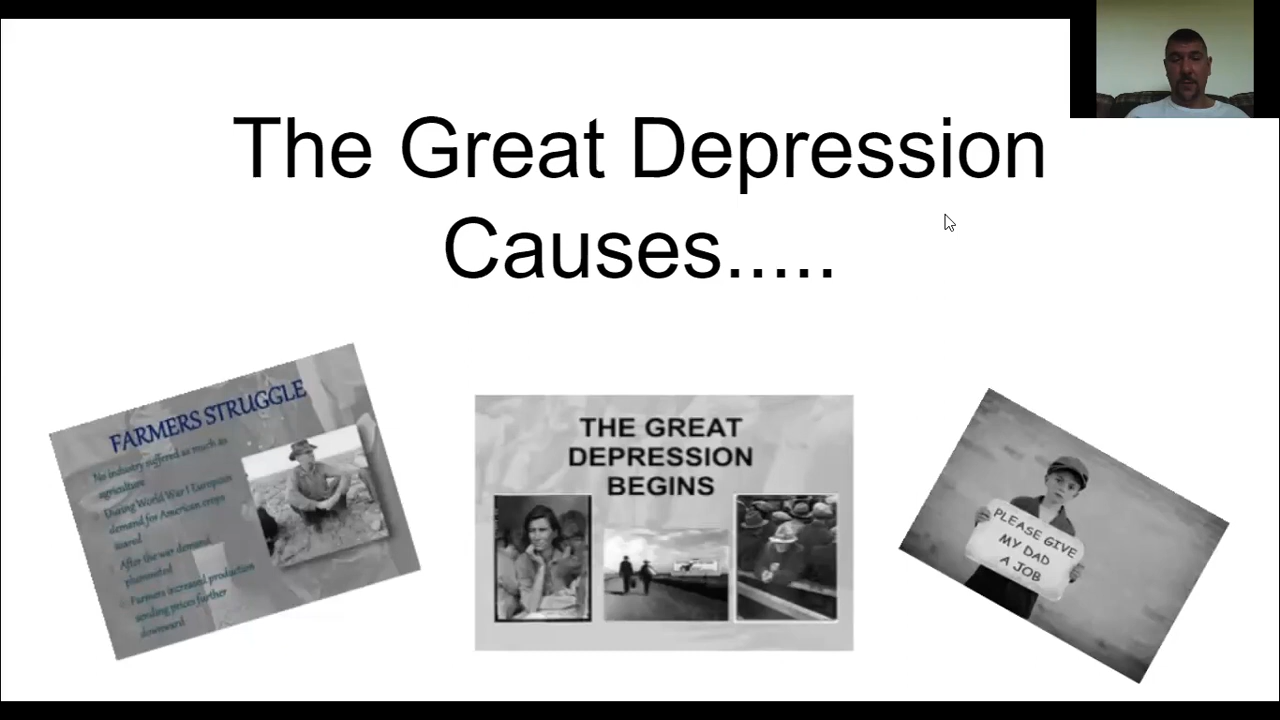 The Great Depression
Causes.....
FARMERS STRUGGLE
No industry suffered as much as
agriculture
During World War I European
demand for American crops
soared
After the war demand
plummeted
Farmers increased production
sending prices further
downward
THE GREAT
DEPRESSION
BEGINS
PLEASE GIVE
MY DAD
A JOB